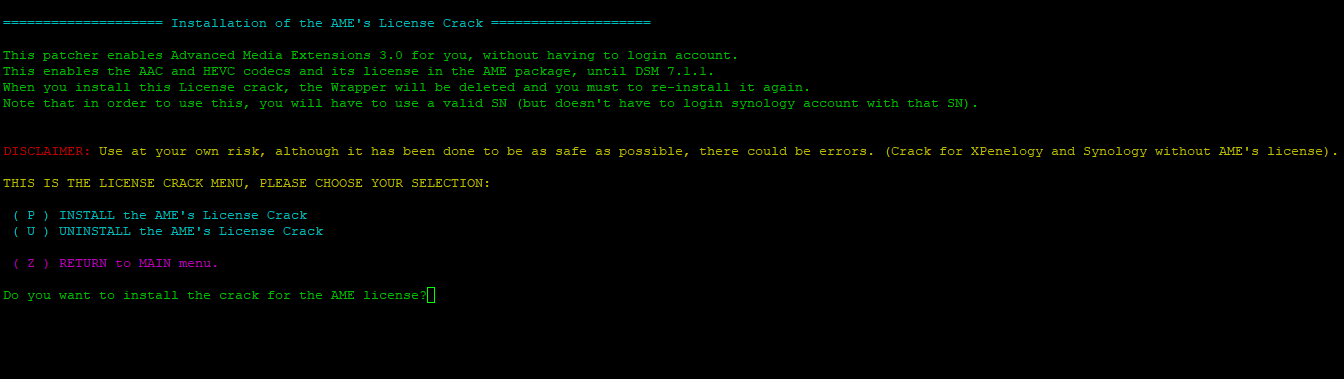 ==================== Installation of the AME's License Crack ====================
This patcher enables Advanced Media Extensions 3.0 for you, without having to login account.
This enables the AAC and HEVC codecs and its license in the AME package, until DSM 7.1.1.
When you install this License crack, the Wrapper will be deleted and you must to re-install it again.
Note that in order to use this, you will have to use a valid SN (but doesn't have to login synology account with that SN).
DISCLAIMER: Use at your own risk, although it has been done to be as safe as possible, there could be errors. (Crack for XPenelogy and Synology without AME's license).
THIS IS THE LICENSE CRACK MENU, PLEASE CHOOSE YOUR SELECTION:
( P ) INSTALL the AME's License Crack
( U ) UNINSTALL the AME's License Crack
( Z ) RETURN to MAIN menu.
Do you want to install the crack for the AME license?